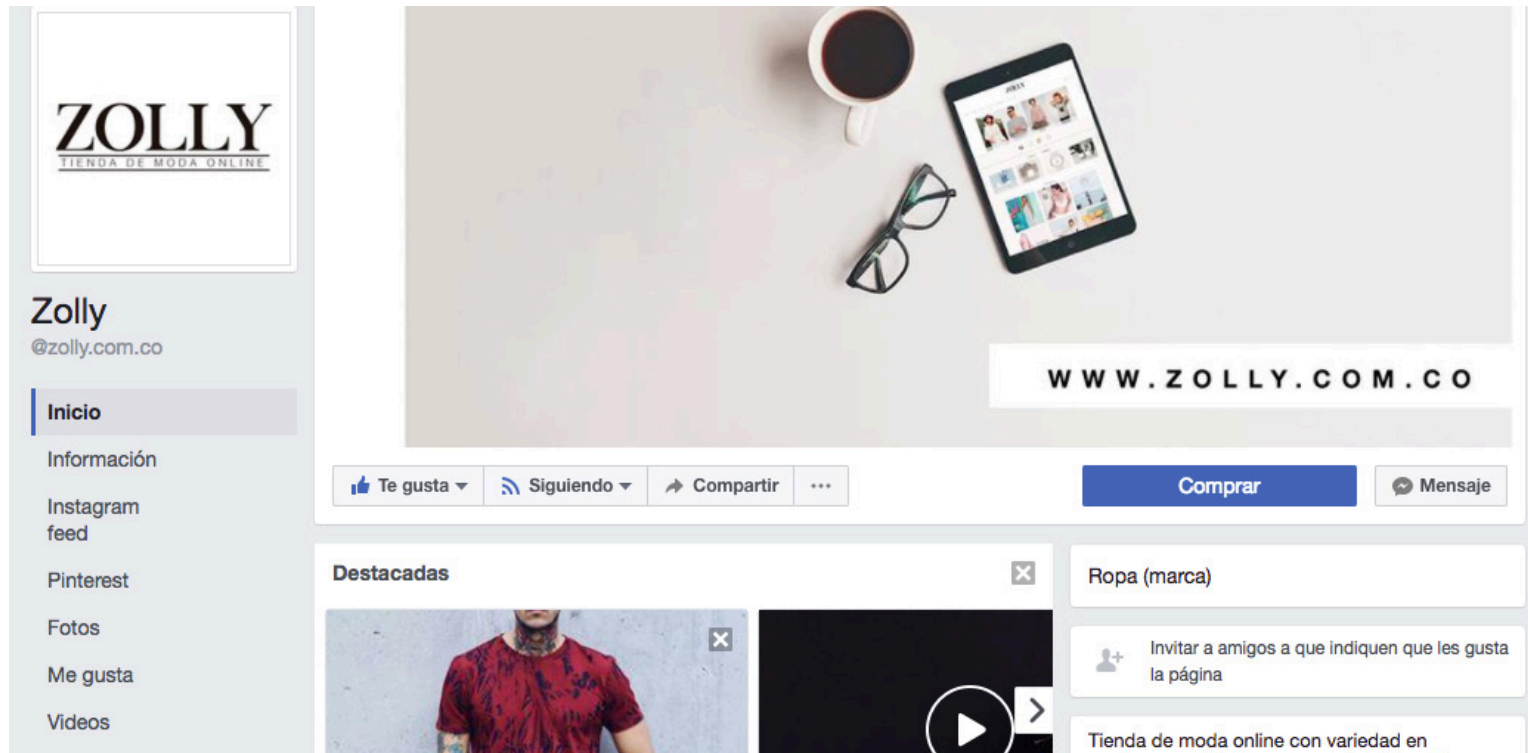 ZOLLY
TIENDA DE MODA ONLINE
Zolly
@zolly.com.co
Inicio
Información
Instagram
feed
Pinterest
Fotos
Me gusta
Videos
ZOLLY
WWW.ZOLLY.COM.CO
Te gusta
Siguiendo
Compartir
Comprar
Mensaje
Destacadas
Ropa (marca)
Invitar a amigos a que indiquen que les gusta
la página
Tienda de moda online con variedad en